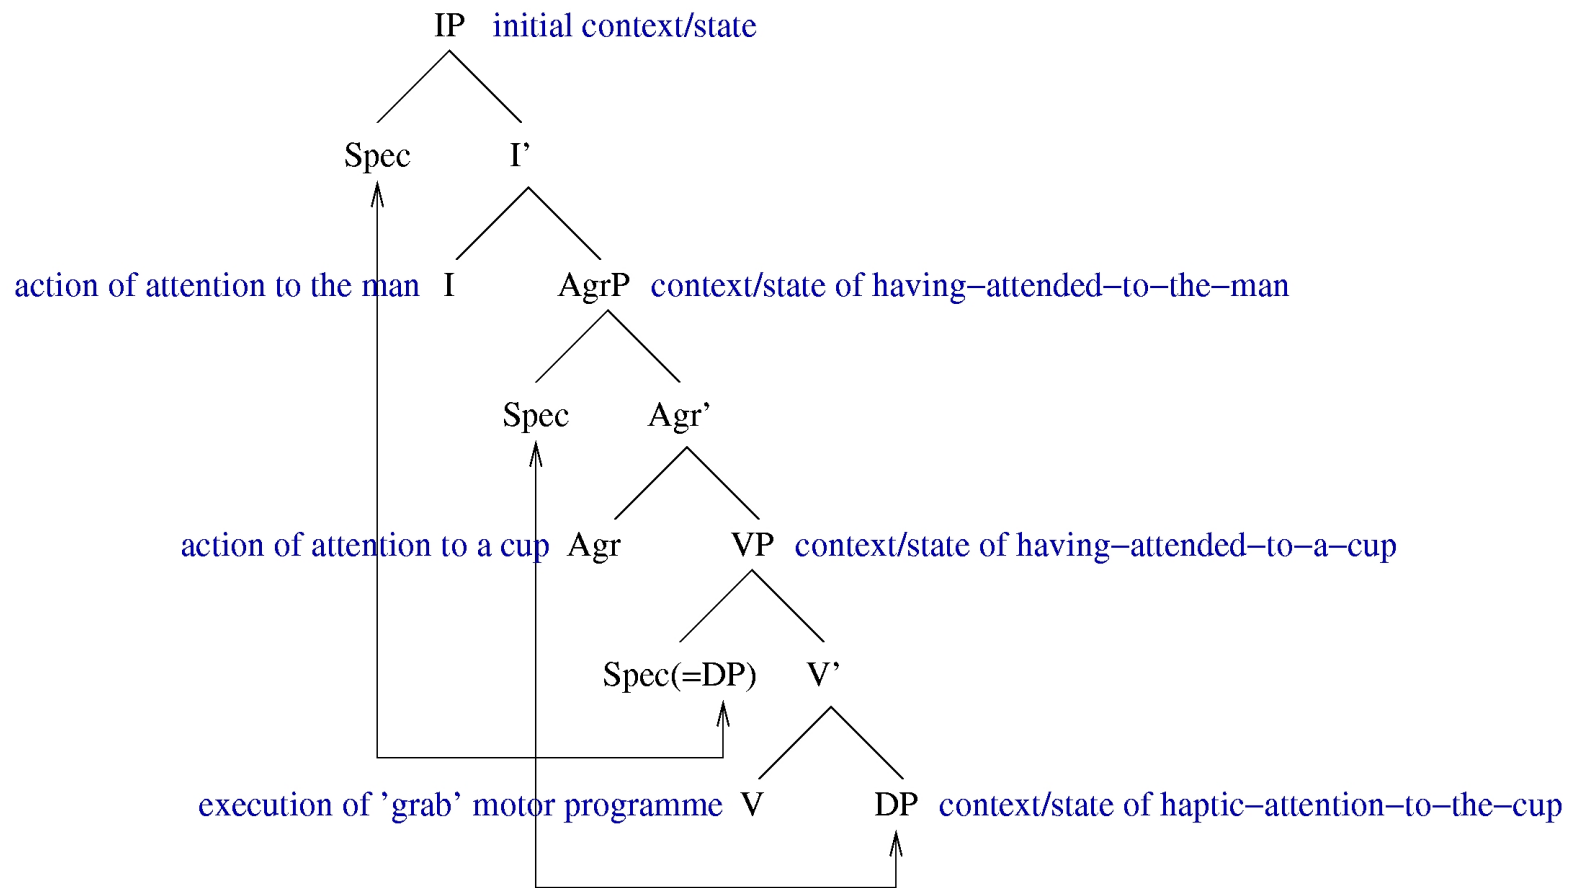 IP initial context/state
Spec I’
action of attention to the man I AgrP context/state of having−attended−to−the−man
Spec Agr’
action of attention to a cup Agr VP context/state of having−attended−to−a−cup
Spec(=DP) V’
execution of ’grab’ motor programme V DP context/state of haptic−attention−to−the−cup